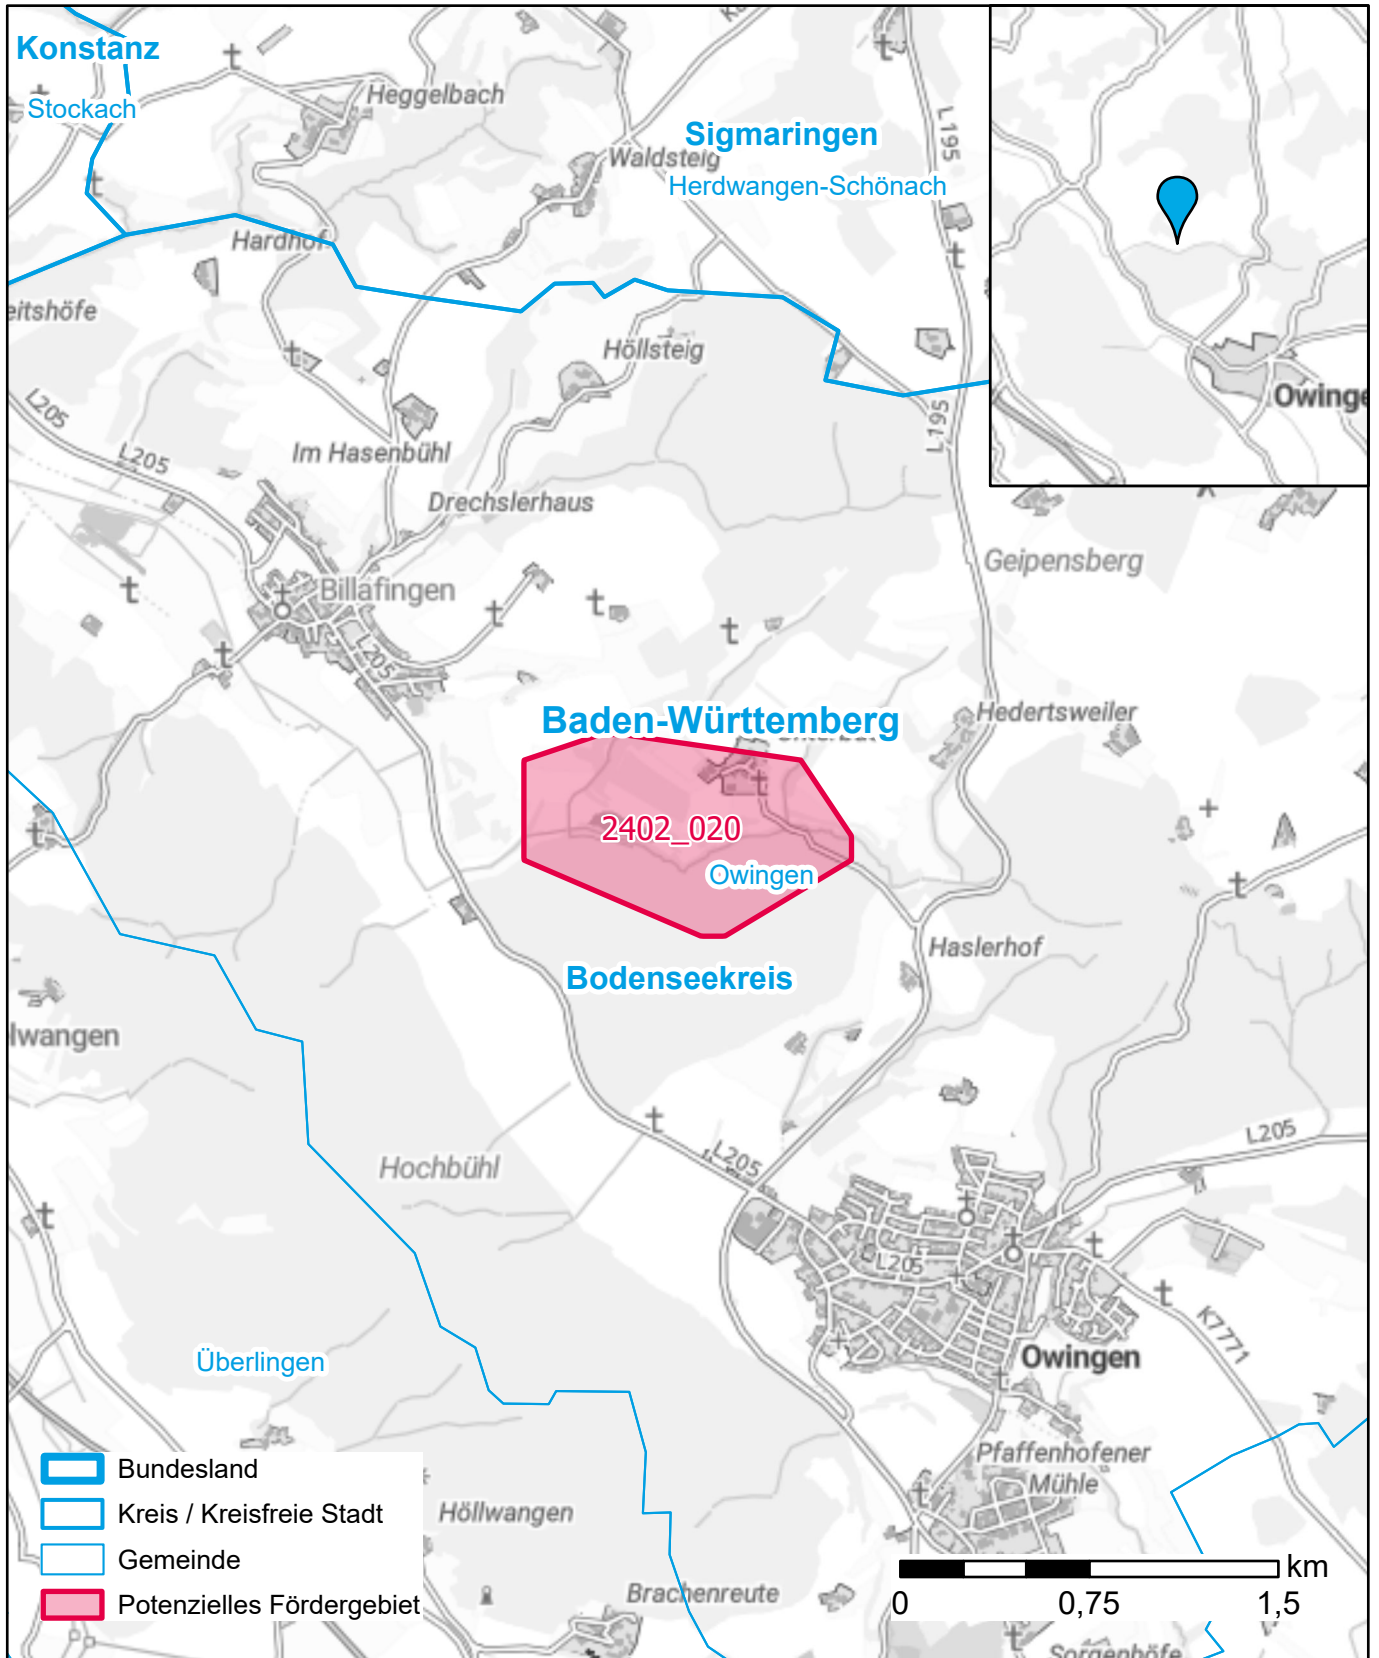 Konstanz
Stockach
Heggelbach
Sigmaringen
Waldsteig
Herdwangen-Schönach
L195
Hardhof
eitshöfe
Höllsteig
L205
L205
L195
Im Hasenbühl
Drechslerhaus
Owinge
Geipensberg
Billafingen
L205
Hedertsweiler
Baden-Württemberg
2402_020
Owingen
Haslerhof
Bodenseekreis
lwangen
Hochbühl
L205
L205
L205
Owingen
K7771
Überlingen
Pfaffenhofener
Mühle
Höllwangen
Brachenreute
Sorgenhöfe
Bundesland
Kreis / Kreisfreie Stadt
Gemeinde
Potenzielles Fördergebiet
km
0 0,75 1,5